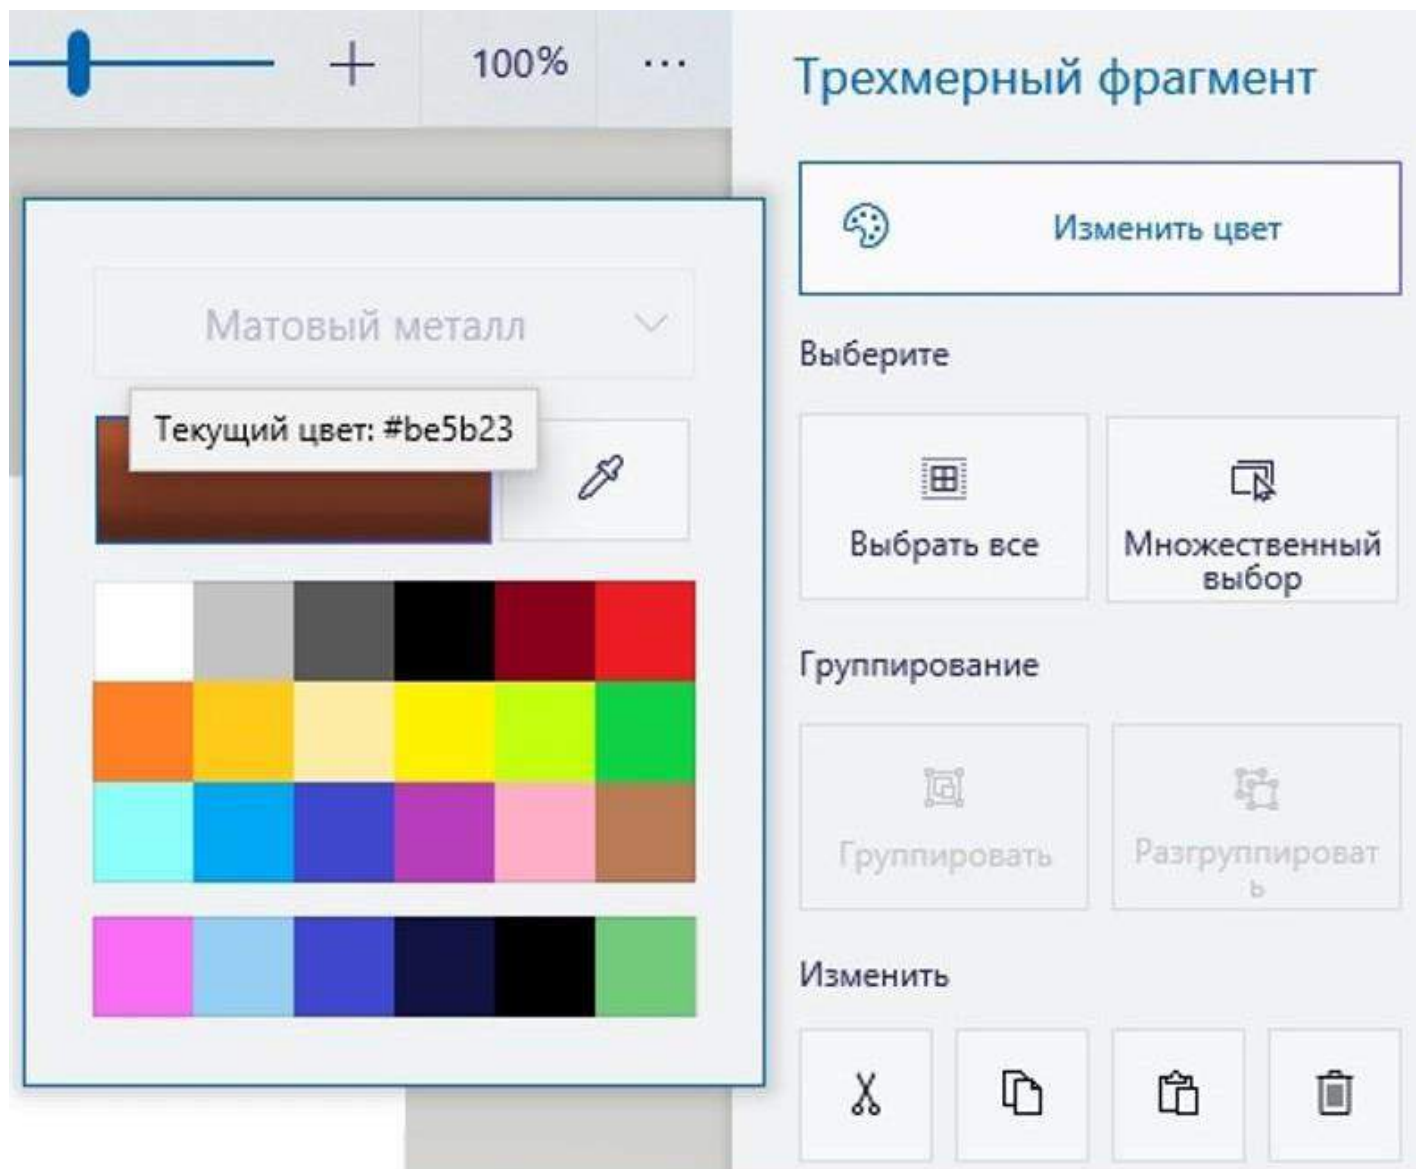 100%
...
Трехмерный фрагмент
Изменить цвет
Матовый металл
Текущий цвет: #be5b23
Выберите
Выбрать все
Множественный
выбор
Группирование
Группировать
Разгруппироват
ь
Изменить